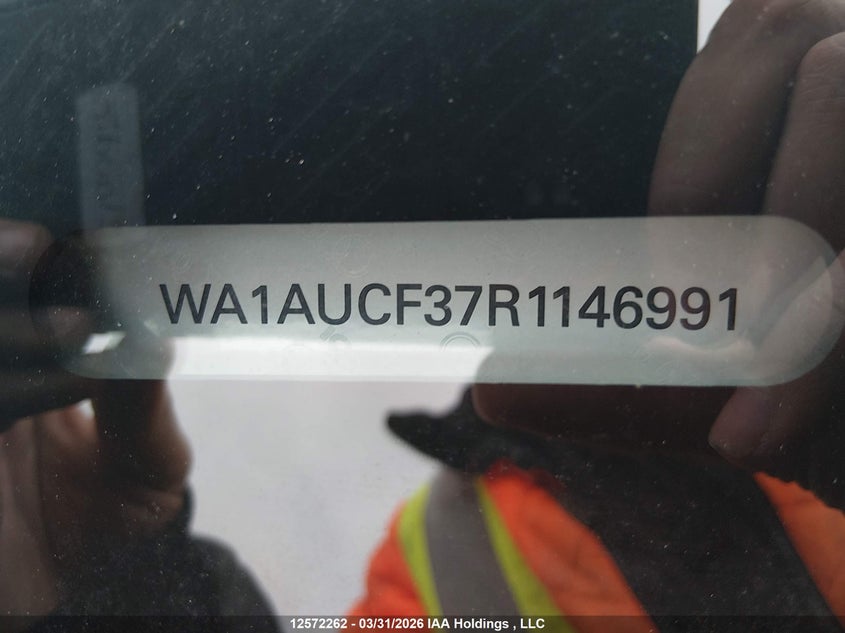 WA1AUCF37R1146991
12572262 - 03/31/2026 IAA Holdings , LLC